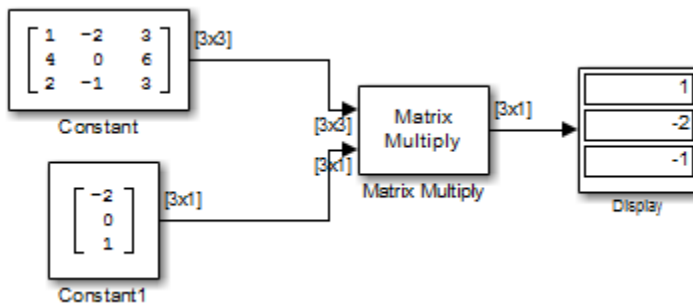 1 -2 3
4 0 6
2 -1 3
Constant
[3x3]
[3x3]
-2
0
1
Constant1
[3x1]
[3x1]
Matrix
Multiply
Matrix Multiply
[3x1]
1
-2
-1
Display